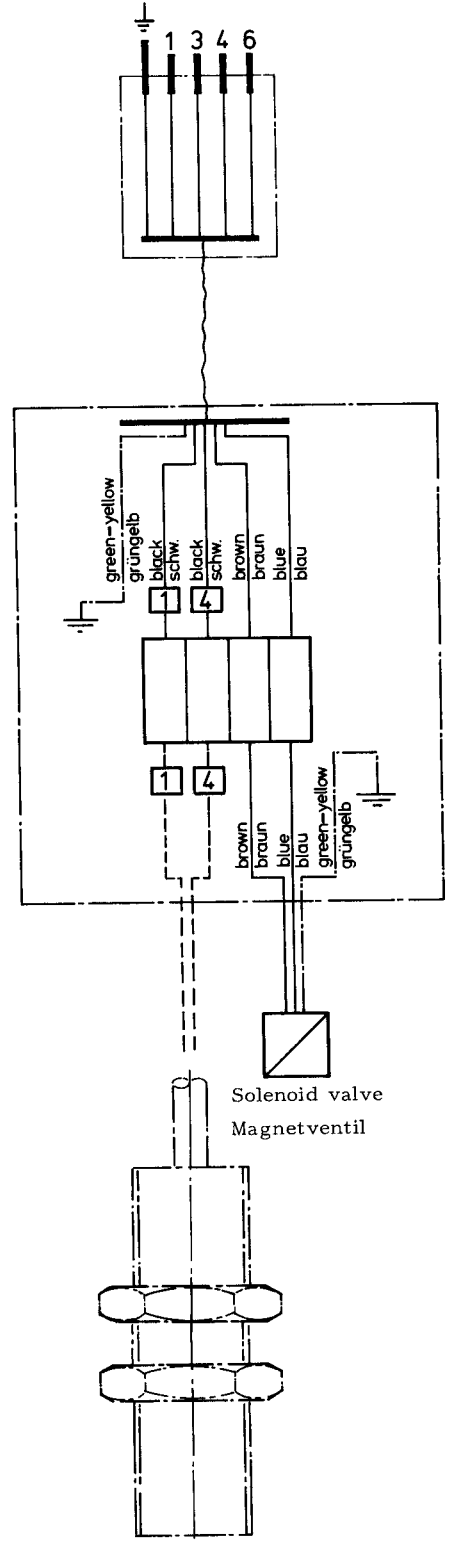 1 3 4 6
green-yellow
grüngelb
black
schw.
black
schw.
brown
braun
blue
blau
1 4
1 4
brown
braun
blue
blau
green-yellow
grüngelb
Solenoid valve
Magnetventil